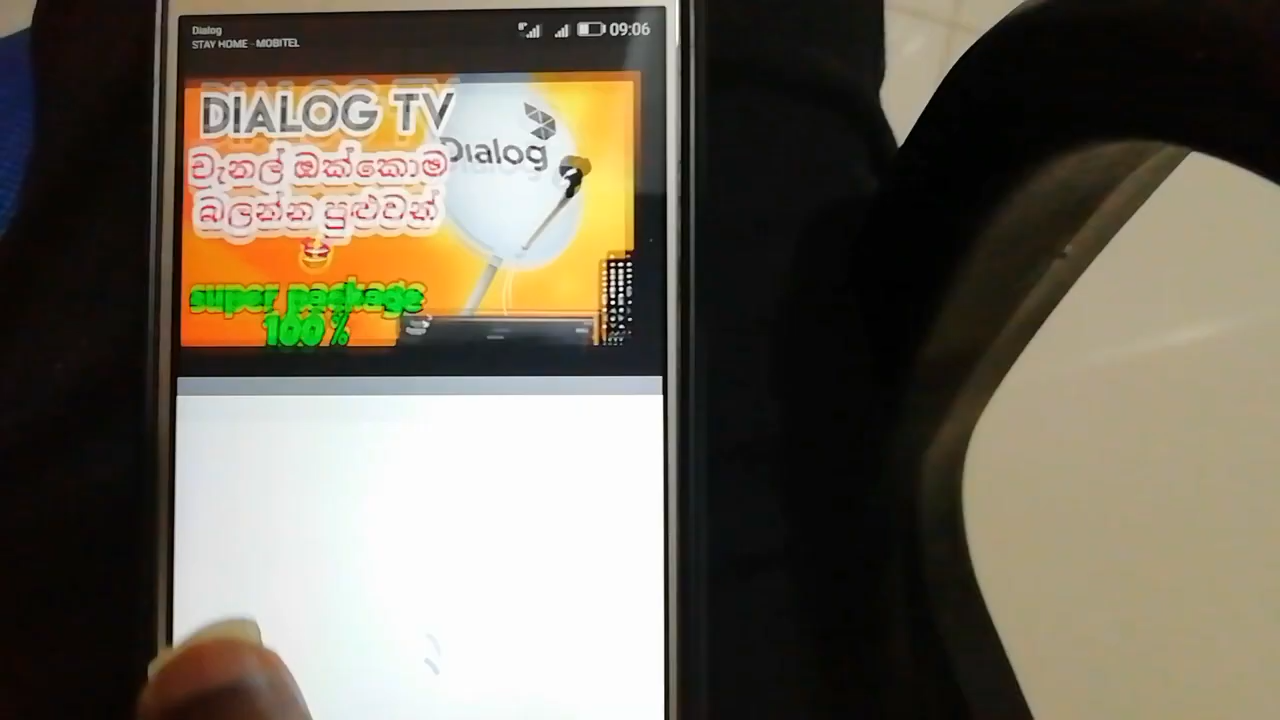 Dialog
STAY HOME - MOBITEL
09:06
DIALOG TV
Dialog
චැනල් ඔක්කොම
බලන්න පුළුවන්
super package
100%